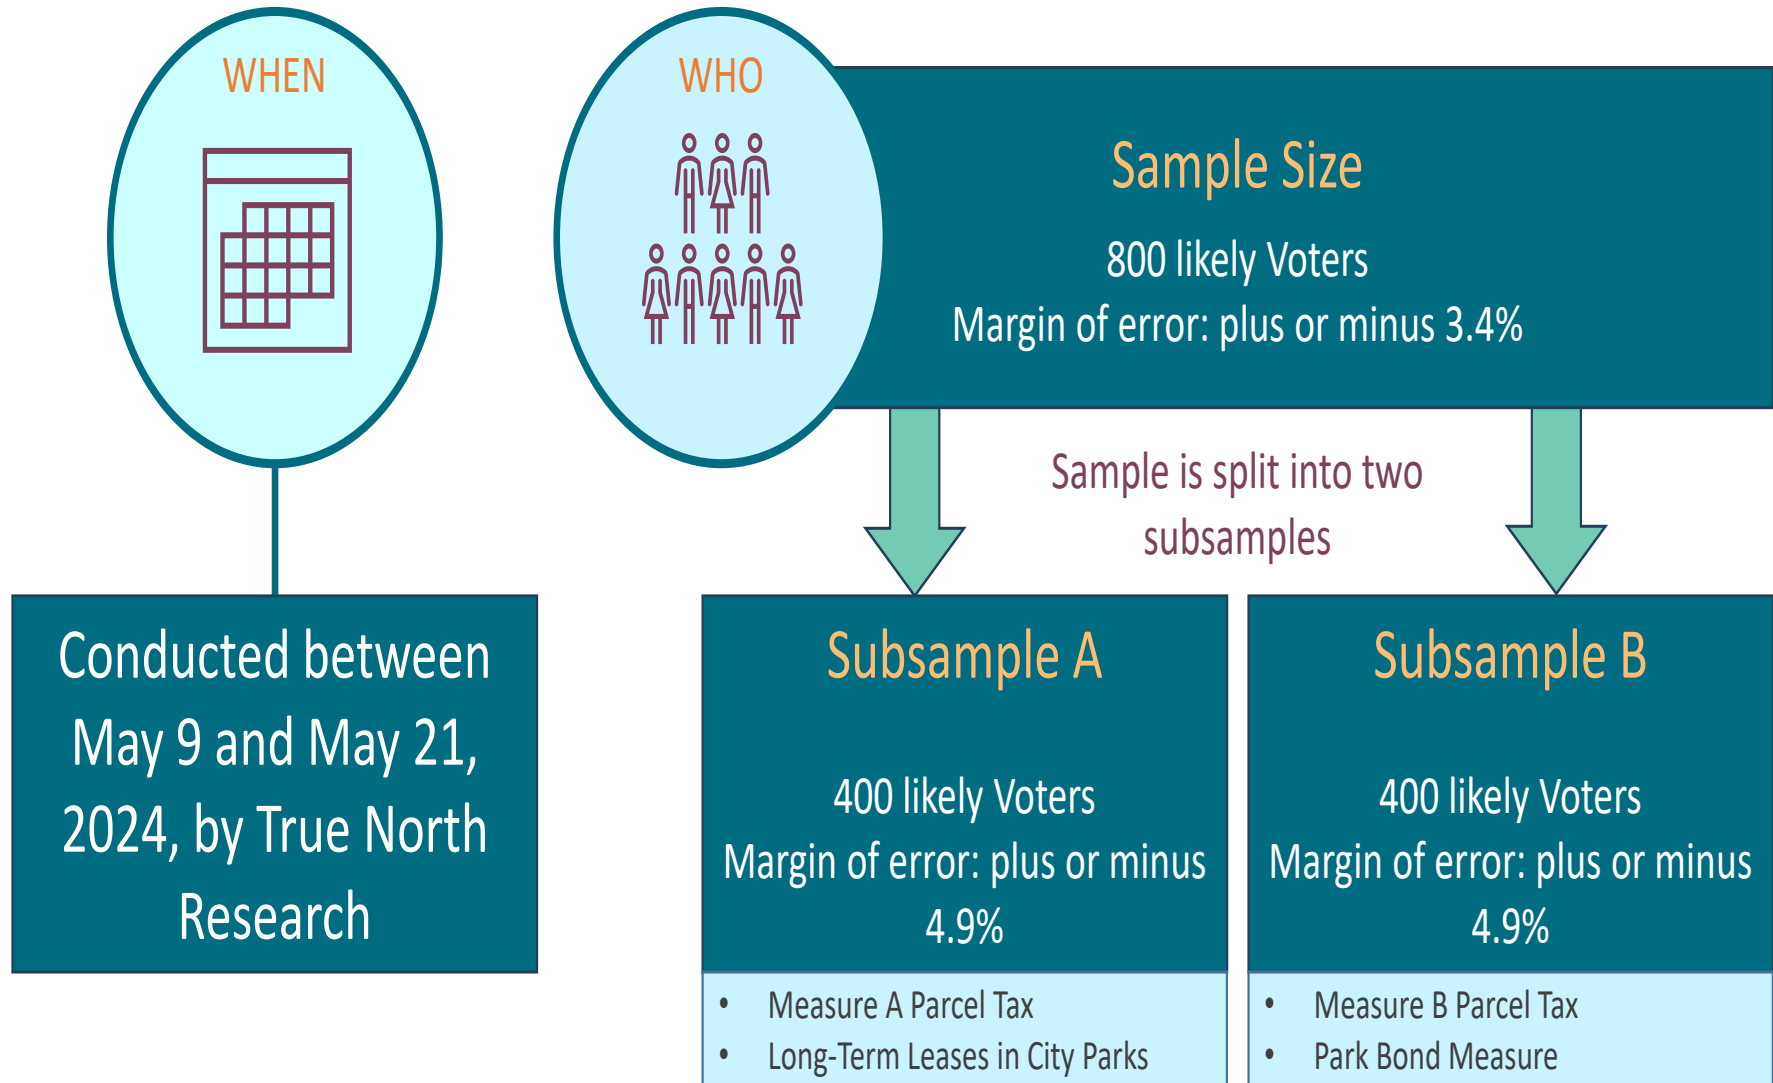 WHEN
WHO
Sample Size
800 likely Voters
Margin of error: plus or minus 3.4%
Sample is split into two
subsamples
Conducted between
May 9 and May 21,
2024, by True North
Research
Subsample A
400 likely Voters
Margin of error: plus or minus
4.9%
• Measure A Parcel Tax
• Long-Term Leases in City Parks
Subsample B
400 likely Voters
Margin of error: plus or minus
4.9%
• Measure B Parcel Tax
• Park Bond Measure